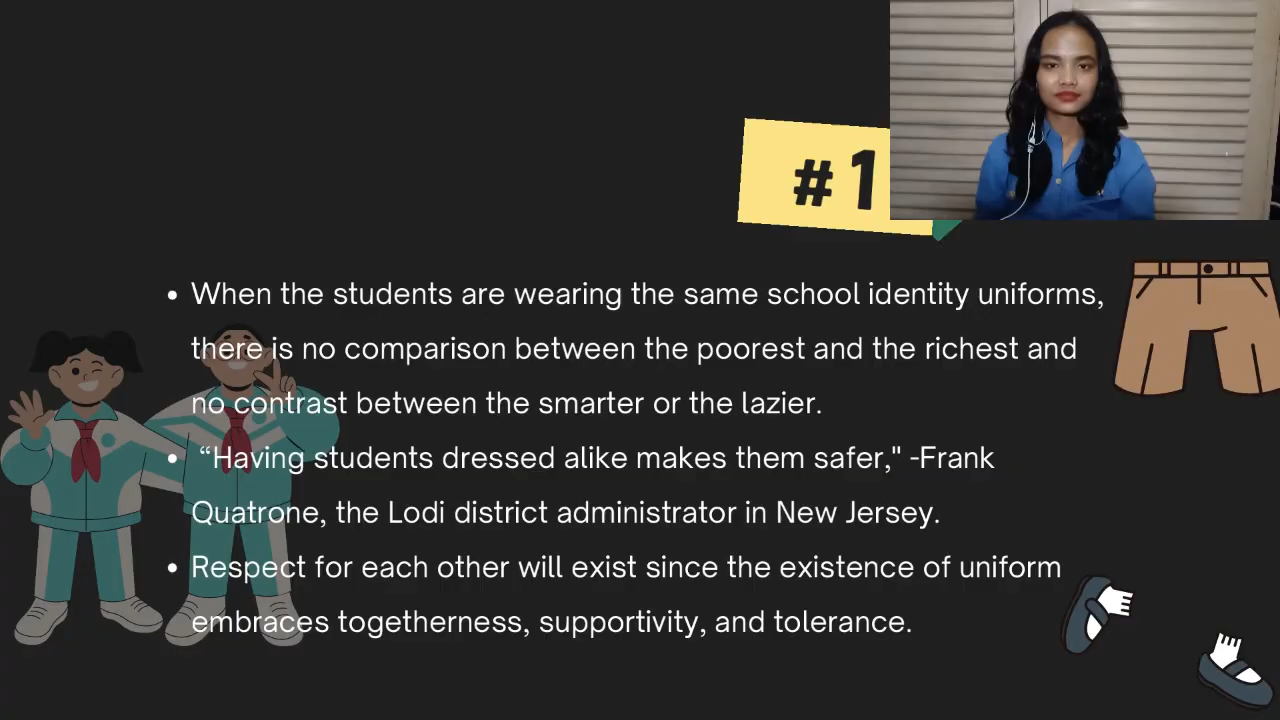 #1
When the students are wearing the same school identity uniforms,
there is no comparison between the poorest and the richest and
no contrast between the smarter or the lazier.
“Having students dressed alike makes them safer," -Frank
Quatrone, the Lodi district administrator in New Jersey.
Respect for each other will exist since the existence of uniform
embraces togetherness, supportivity, and tolerance.